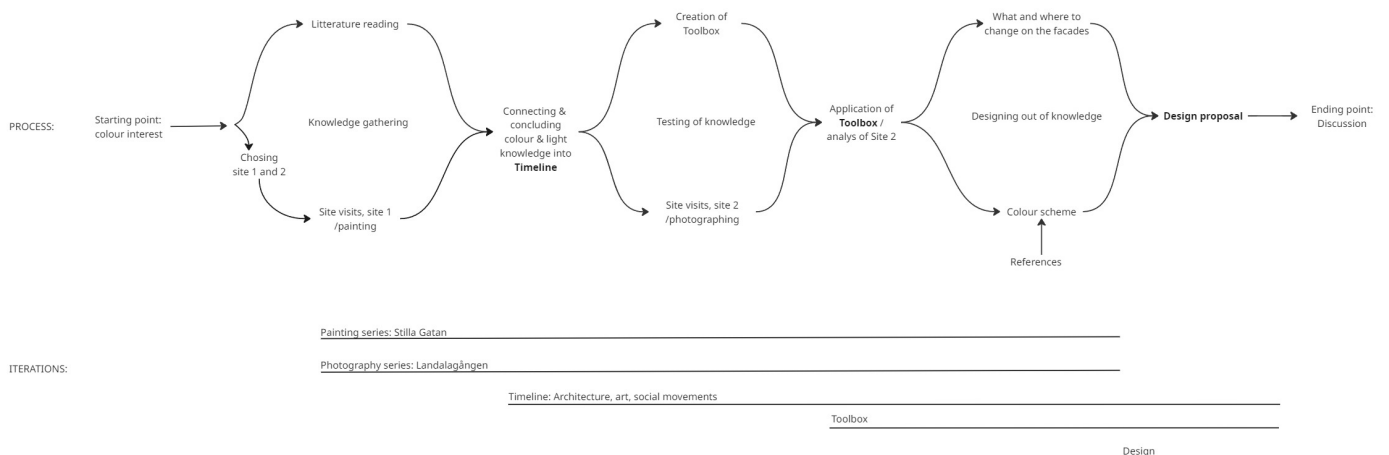 PROCESS:
Starting point:
colour interest
Litterature reading
Knowledge gathering
Chosing
site 1 and 2
Site visits, site 1
/painting
Connecting &
concluding
colour & light
knowledge into
Timeline
Creation of
Toolbox
Testing of knowledge
Site visits, site 2
/photographing
Application of
Toolbox /
analys of Site 2
What and where to
change on the facades
Designing out of knowledge
Colour scheme
References
Design proposal
Ending point:
Discussion
ITERATIONS:
Painting series: Stilla Gatan
Photography series: Landalagången
Timeline: Architecture, art, social movements
Toolbox
Design